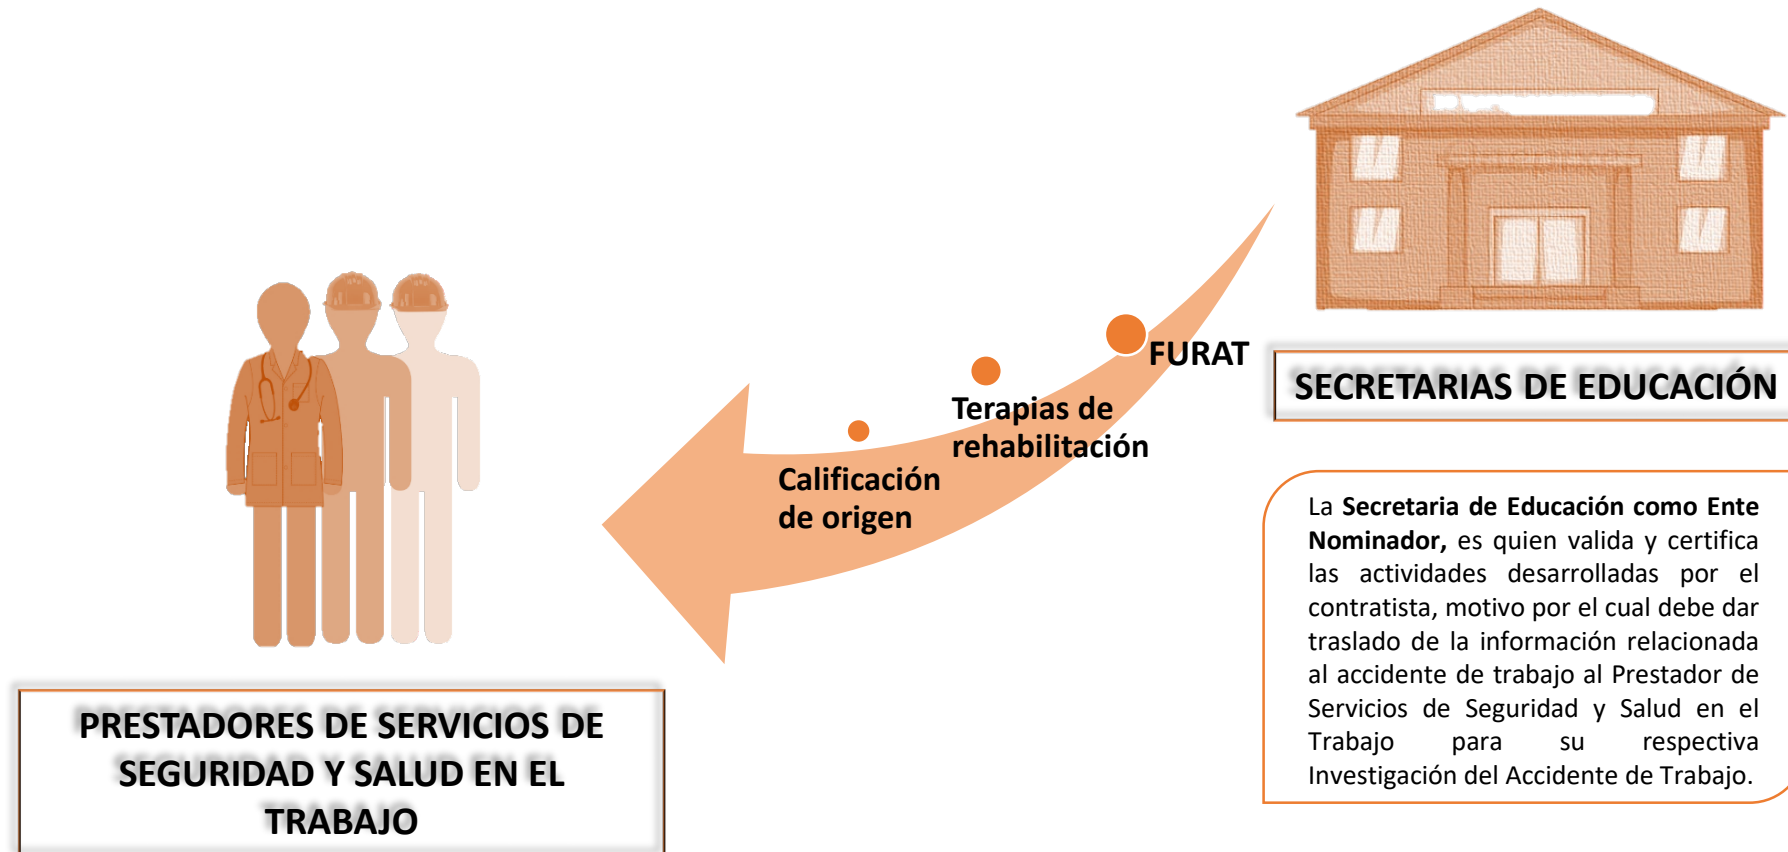 FURAT
Terapias de
rehabilitación
Calificación
de origen
SECRETARIAS DE EDUCACIÓN
La Secretaria de Educación como Ente
Nominador, es quien valida y certifica
las actividades desarrolladas por el
contratista, motivo por el cual debe dar
traslado de la información relacionada
al accidente de trabajo al Prestador de
Servicios de Seguridad y Salud en el
Trabajo para su respectiva
Investigación del Accidente de Trabajo.
PRESTADORES DE SERVICIOS DE
SEGURIDAD Y SALUD EN EL
TRABAJO